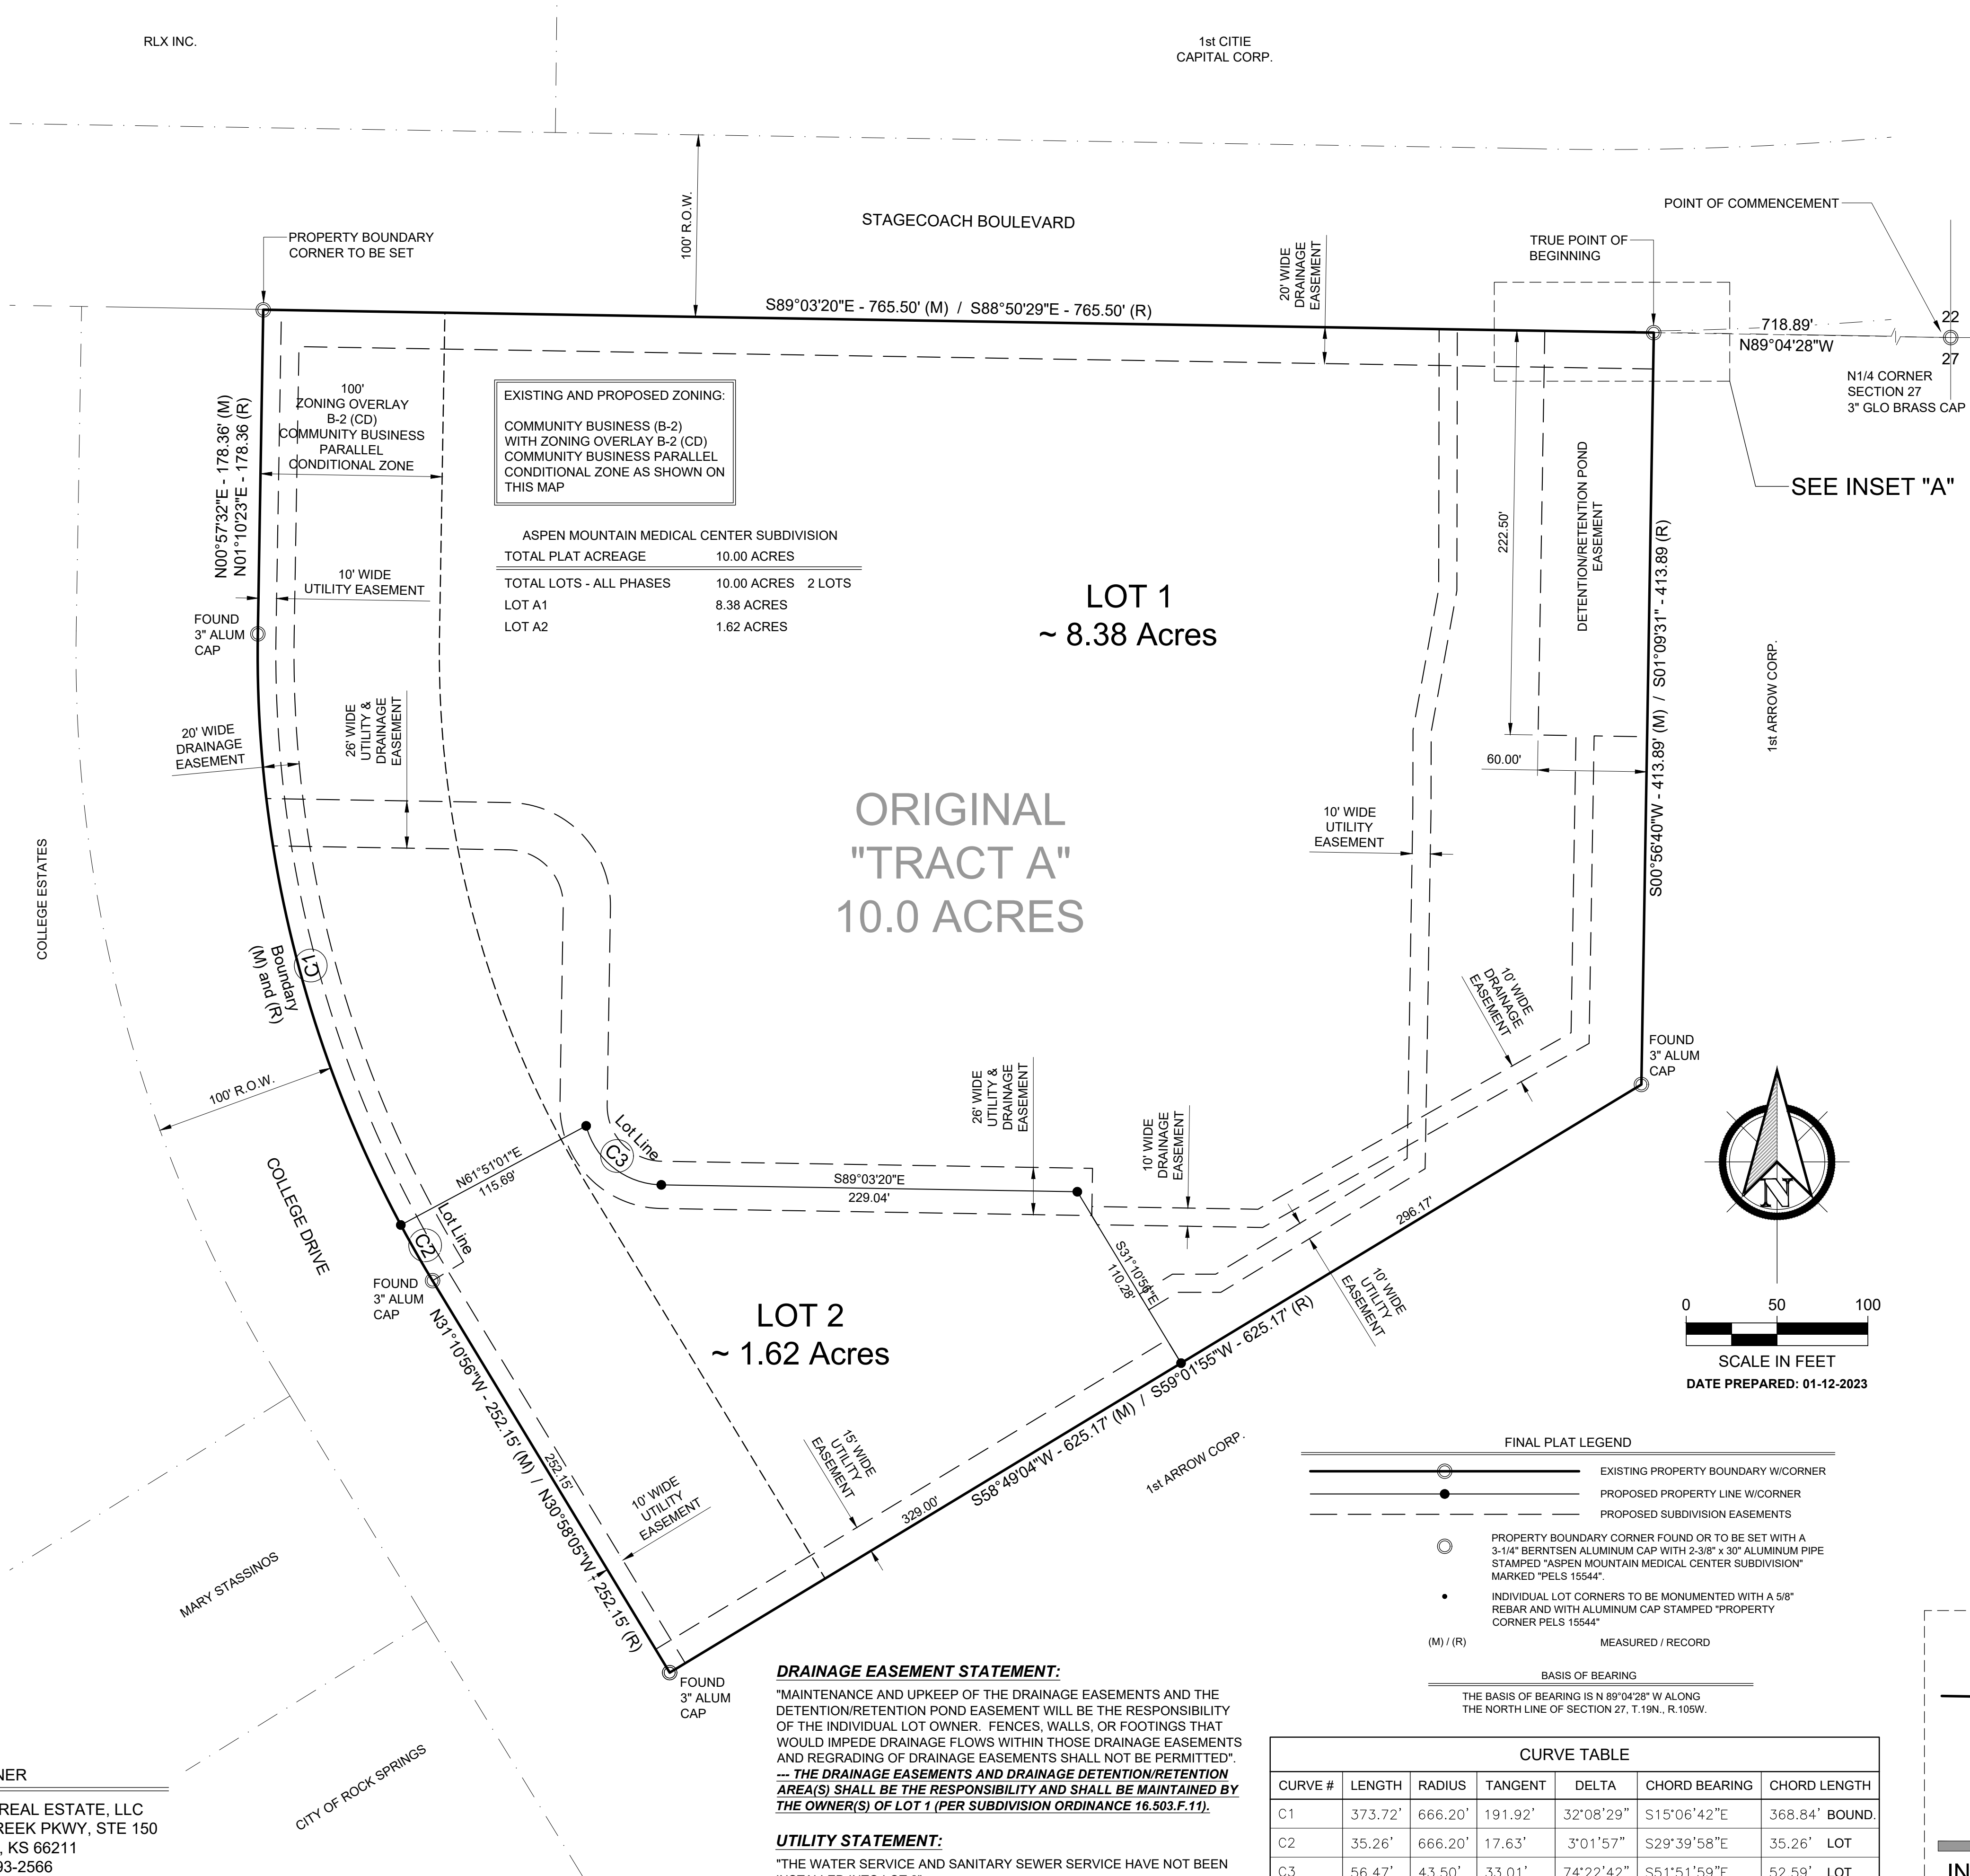 RLX INC.
1st CITIE
CAPITAL CORP.
100' R.O.W.
STAGECOACH BOULEVARD
POINT OF COMMENCEMENT
PROPERTY BOUNDARY
CORNER TO BE SET
20' WIDE
DRAINAGE
EASEMENT
TRUE POINT OF
BEGINNING
S89°03'20"E - 765.50' (M) / S88°50'29"E - 765.50' (R)
718.89'
N89°04'28"W
22
27
N1/4 CORNER
SECTION 27
3" GLO BRASS CAP
SEE INSET "A"
N00°57'32"E - 178.36' (M)
N01°10'23"E - 178.36 (R)
100'
ZONING OVERLAY
B-2 (CD)
COMMUNITY BUSINESS
PARALLEL
CONDITIONAL ZONE
EXISTING AND PROPOSED ZONING:
COMMUNITY BUSINESS (B-2)
WITH ZONING OVERLAY B-2 (CD)
COMMUNITY BUSINESS PARALLEL
CONDITIONAL ZONE AS SHOWN ON
THIS MAP
ASPEN MOUNTAIN MEDICAL CENTER SUBDIVISION
TOTAL PLAT ACREAGE 10.00 ACRES
TOTAL LOTS - ALL PHASES 10.00 ACRES 2 LOTS
LOT A1 8.38 ACRES
LOT A2 1.62 ACRES
10' WIDE
UTILITY EASEMENT
FOUND
3" ALUM
CAP
LOT 1
~ 8.38 Acres
222.50'
DETENTION/RETENTION POND
EASEMENT
S00°56'40"W - 413.89' (M) / S01°09'31" - 413.89 (R)
1st ARROW CORP.
60.00'
20' WIDE
DRAINAGE
EASEMENT
26' WIDE
UTILITY &
DRAINAGE
EASEMENT
ORIGINAL
"TRACT A"
10.0 ACRES
10' WIDE
UTILITY
EASEMENT
COLLEGE ESTATES
C1
Boundary
(M) and (R)
10' WIDE
DRAINAGE
EASEMENT
FOUND
3" ALUM
CAP
100' R.O.W.
COLLEGE DRIVE
N61°51'01"E
115.69'
Lot Line
C3
S89°03'20"E
229.04'
26' WIDE
UTILITY &
DRAINAGE
EASEMENT
10' WIDE
DRAINAGE
EASEMENT
Lot Line
C2
FOUND
3" ALUM
CAP
S31°10'56"E
110.28'
296.17'
10' WIDE
UTILITY
EASEMENT
N
LOT 2
~ 1.62 Acres
0 50 100
SCALE IN FEET
DATE PREPARED: 01-12-2023
N31°10'56"W - 252.15' (M) / N30°58'05"W - 252.15' (R)
252.15'
10' WIDE
UTILITY
EASEMENT
15' WIDE
UTILITY
EASEMENT
329.00'
S58°49'04"W - 625.17' (M) / S59°01'55"W - 625.17' (R)
1st ARROW CORP.
FOUND
3" ALUM
CAP
MARY STASSINOS
CITY OF ROCK SPRINGS
FINAL PLAT LEGEND
EXISTING PROPERTY BOUNDARY W/CORNER
PROPOSED PROPERTY LINE W/CORNER
PROPOSED SUBDIVISION EASEMENTS
PROPERTY BOUNDARY CORNER FOUND OR TO BE SET WITH A
3-1/4" BERNTSEN ALUMINUM CAP WITH 2-3/8" x 30" ALUMINUM PIPE
STAMPED "ASPEN MOUNTAIN MEDICAL CENTER SUBDIVISION"
MARKED "PELS 15544".
INDIVIDUAL LOT CORNERS TO BE MONUMENTED WITH A 5/8"
REBAR AND WITH ALUMINUM CAP STAMPED "PROPERTY
CORNER PELS 15544"
(M) / (R) MEASURED / RECORD
BASIS OF BEARING
THE BASIS OF BEARING IS N 89°04'28" W ALONG
THE NORTH LINE OF SECTION 27, T.19N., R.105W.
DRAINAGE EASEMENT STATEMENT:
"MAINTENANCE AND UPKEEP OF THE DRAINAGE EASEMENTS AND THE
DETENTION/RETENTION POND EASEMENT WILL BE THE RESPONSIBILITY
OF THE INDIVIDUAL LOT OWNER. FENCES, WALLS, OR FOOTINGS THAT
WOULD IMPEDE DRAINAGE FLOWS WITHIN THOSE DRAINAGE EASEMENTS
AND REGRADING OF DRAINAGE EASEMENTS SHALL NOT BE PERMITTED".
--- THE DRAINAGE EASEMENTS AND DRAINAGE DETENTION/RETENTION
AREA(S) SHALL BE THE RESPONSIBILITY AND SHALL BE MAINTAINED BY
THE OWNER(S) OF LOT 1 (PER SUBDIVISION ORDINANCE 16.503.F.11).
UTILITY STATEMENT:
"THE WATER SERVICE AND SANITARY SEWER SERVICE HAVE NOT BEEN
CURVE TABLE
CURVE # LENGTH RADIUS TANGENT DELTA CHORD BEARING CHORD LENGTH
C1 373.72' 666.20' 191.92' 32°08'29" S15°06'42"E 368.84' BOUND.
C2 35.26' 666.20' 17.63' 3°01'57" S29°39'58"E 35.26' LOT
C3 56.47' 43.50' 33.01' 74°22'42" S51°51'59"E 52.59' LOT
NER
REAL ESTATE, LLC
REEK PKWY, STE 150
, KS 66211
93-2566
IN